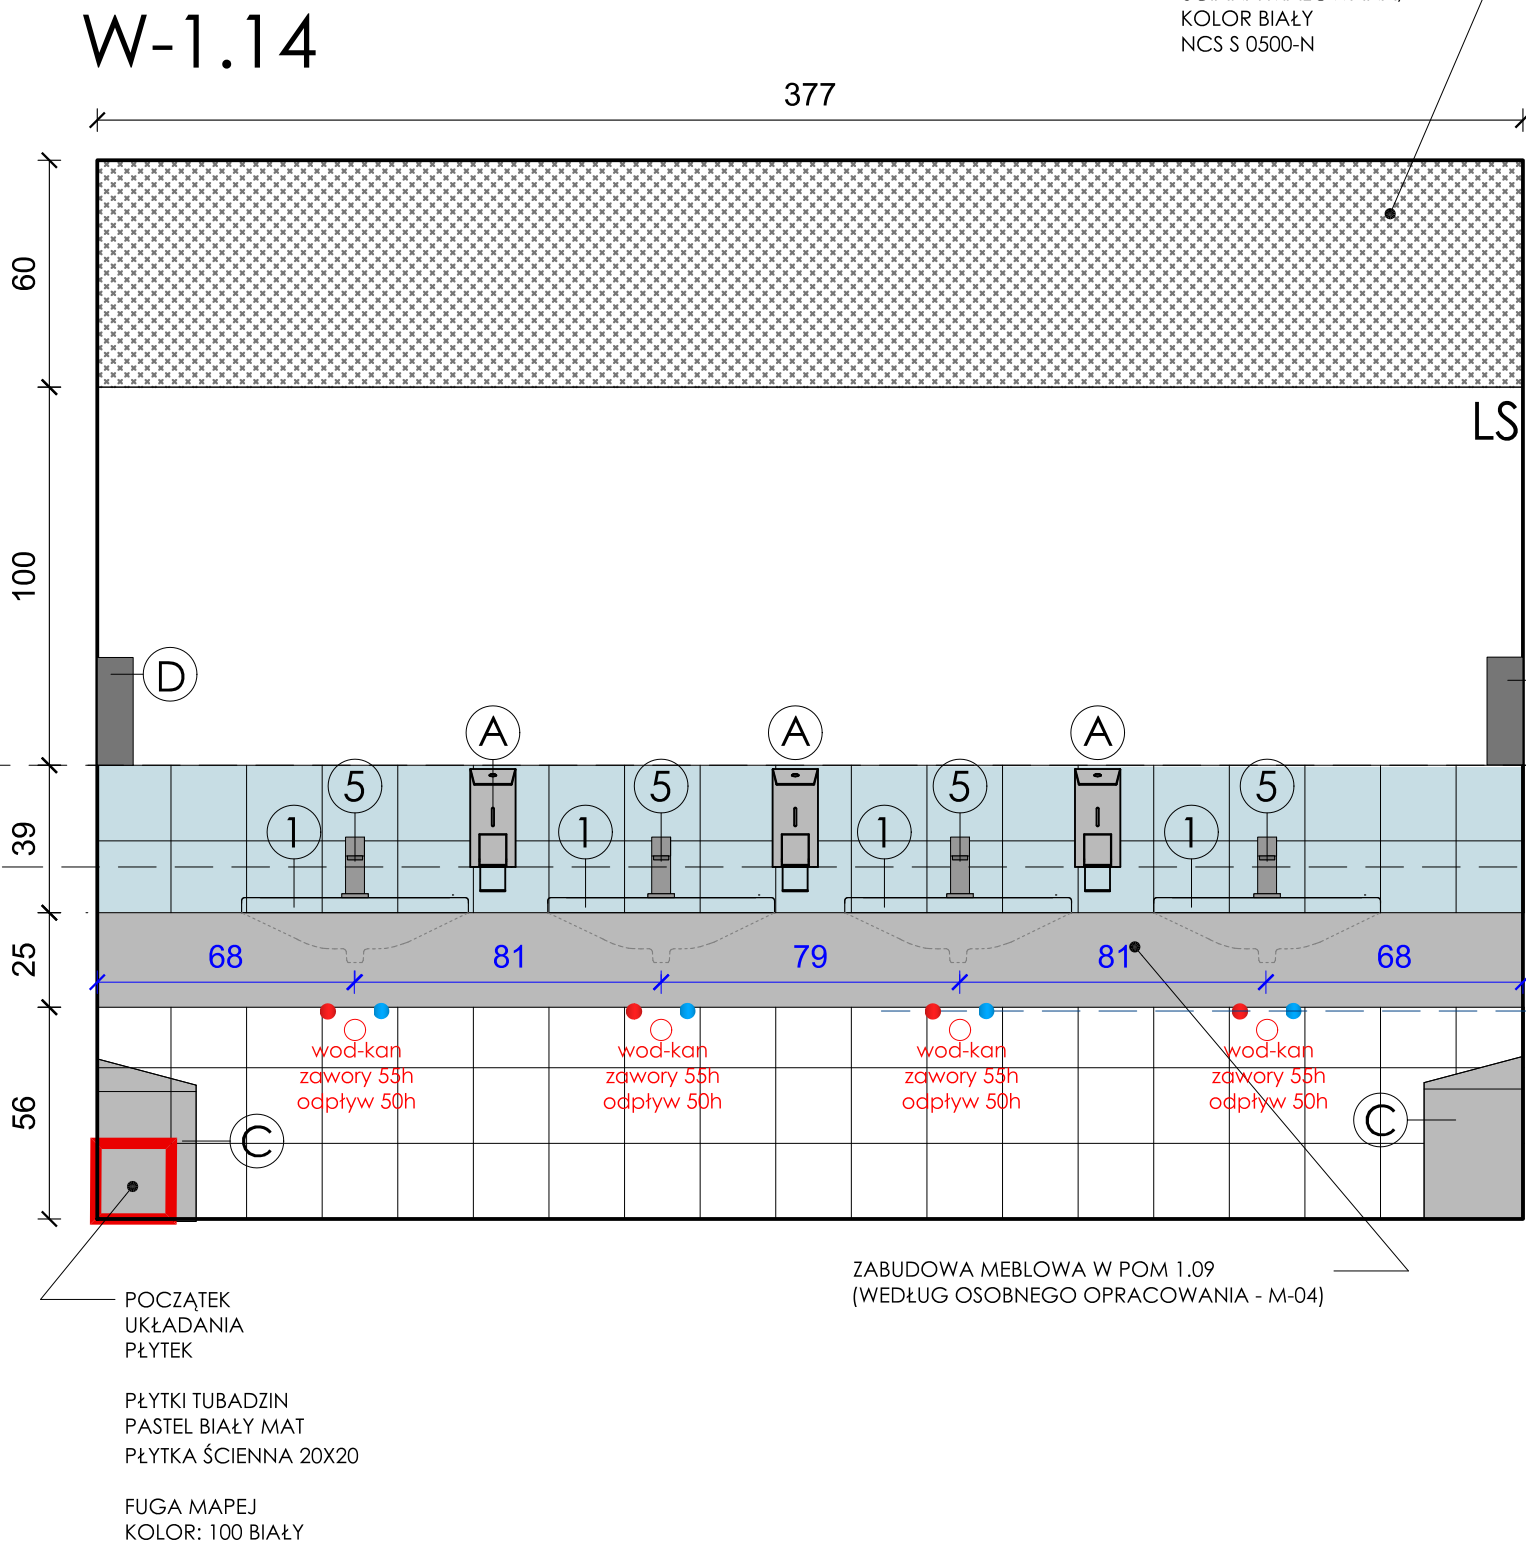 W-1.14
KOLOR BIAŁY
NCS S 0500-N
377
60
LS
100
D
A
A
A
5
5
5
5
1
1
1
1
39
25
68
81
79
81
68
wod-kan
zawory 55h
odpływ 50h
wod-kan
zawory 55h
odpływ 50h
wod-kan
zawory 55h
odpływ 50h
wod-kan
zawory 55h
odpływ 50h
56
C
C
ZABUDOWA MEBLOWA W POM 1.09
(WEDŁUG OSOBNEGO OPRACOWANIA - M-04)
POCZĄTEK
UKŁADANIA
PŁYTEK
PŁYTKI TUBADZIN
PASTEL BIAŁY MAT
PŁYTKA ŚCIENNA 20X20
FUGA MAPEJ
KOLOR: 100 BIAŁY